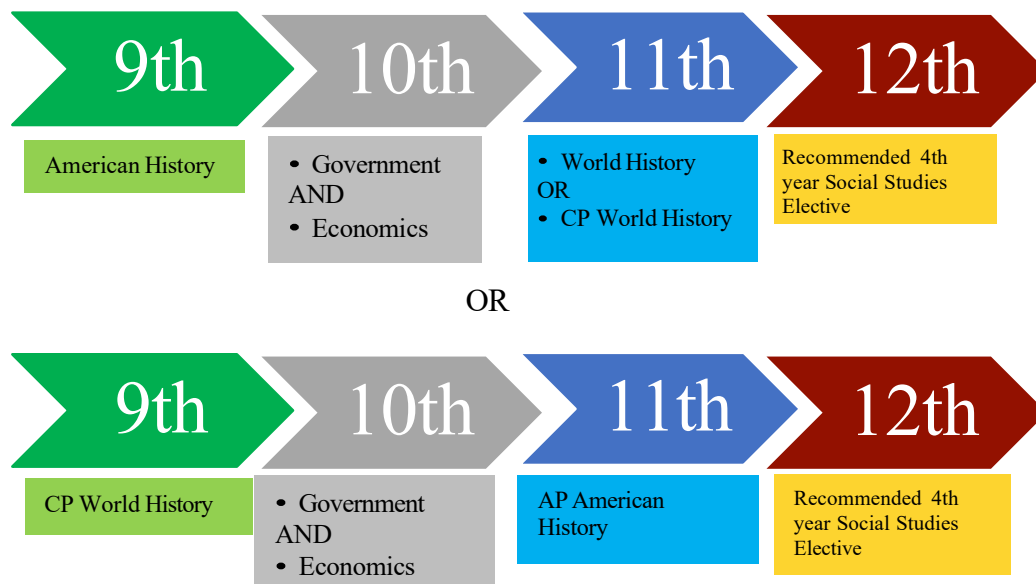 9th
10th
11th
12th
American History
• Government
AND
• Economics
• World History
OR
• CP World History
Recommended 4th
year Social Studies
Elective
OR
9th
10th
11th
12th
CP World History
• Government
AND
• Economics
AP American
History
Recommended 4th
year Social Studies
Elective